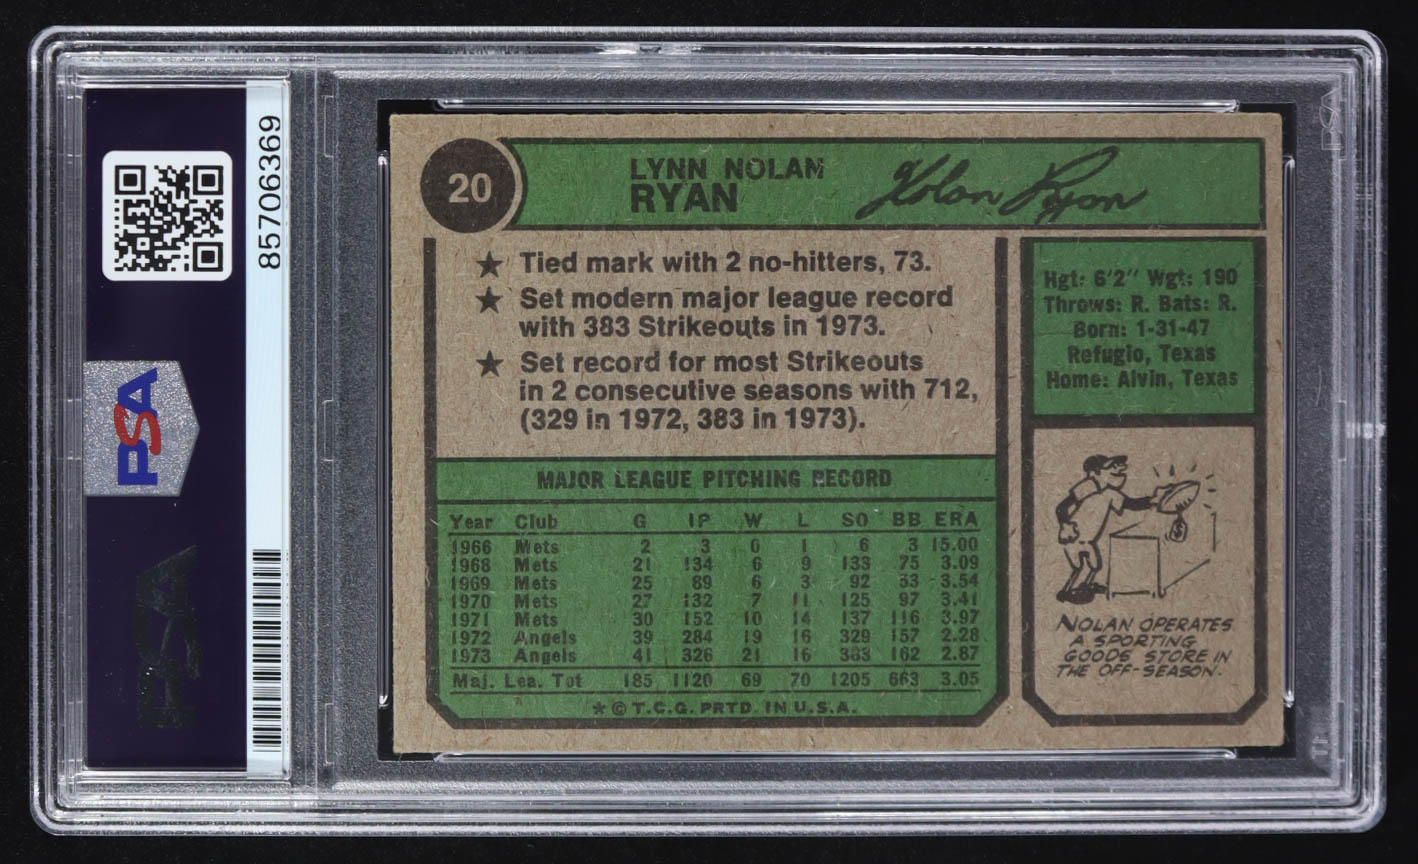 85706369
PSA
PSA
20
LYNN NOLAN
RYAN
Nolan Ryan
★ Tied mark with 2 no-hitters, 73.
★ Set modern major league record
with 383 Strikeouts in 1973.
★ Set record for most Strikeouts
in 2 consecutive seasons with 712,
(329 in 1972, 383 in 1973).
Hgt: 6'2" Wgt: 190
Throws: R. Bats: R.
Born: 1-31-47
Refugio, Texas
Home: Alvin, Texas
MAJOR LEAGUE PITCHING RECORD
Year Club G IP W L SO BB ERA
1966 Mets 2 3 0 1 6 3 15.00
1968 Mets 21 134 6 9 133 75 3.09
1969 Mets 25 89 6 3 92 53 3.54
1970 Mets 27 132 7 11 125 97 3.41
1971 Mets 30 152 10 14 137 116 3.97
1972 Angels 39 284 19 16 329 157 2.28
1973 Angels 41 326 21 16 383 162 2.87
Maj. Lea. Tot 185 1120 69 70 1205 663 3.05
* © T.C.G. PRTD. IN U.S.A.
$
NOLAN OPERATES
A SPORTING
GOODS STORE IN
THE OFF-SEASON.
PSA